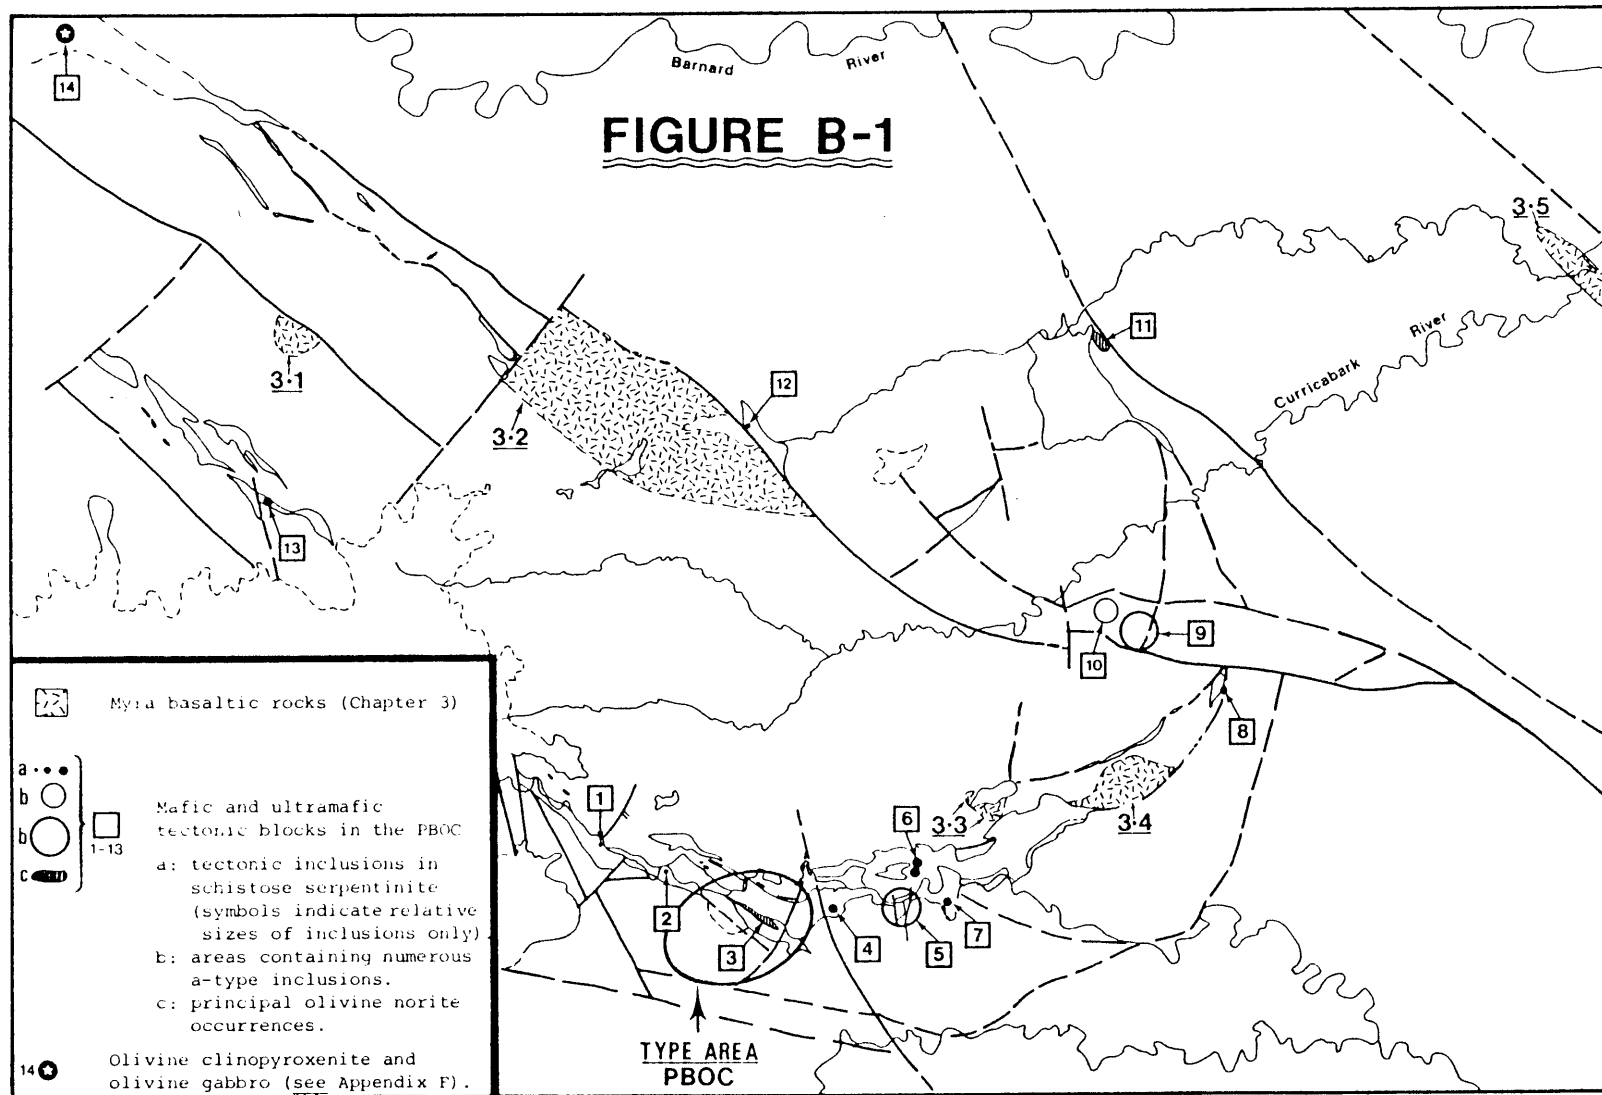 14
Barnard River
FIGURE B-1
3·5
11
River
Curricabark
3·1
12
3·2
13
9
10
8
1
6
3·3
3·4
2
3
4
5
7
TYPE AREA
PBOC
Myra basaltic rocks (Chapter 3)
a
b
b
c
1-13
Mafic and ultramafic
tectonic blocks in the PBOC
a: tectonic inclusions in
schistose serpentinite
(symbols indicate relative
sizes of inclusions only)
b: areas containing numerous
a-type inclusions.
c: principal olivine norite
occurrences.
14
Olivine clinopyroxenite and
olivine gabbro (see Appendix F).